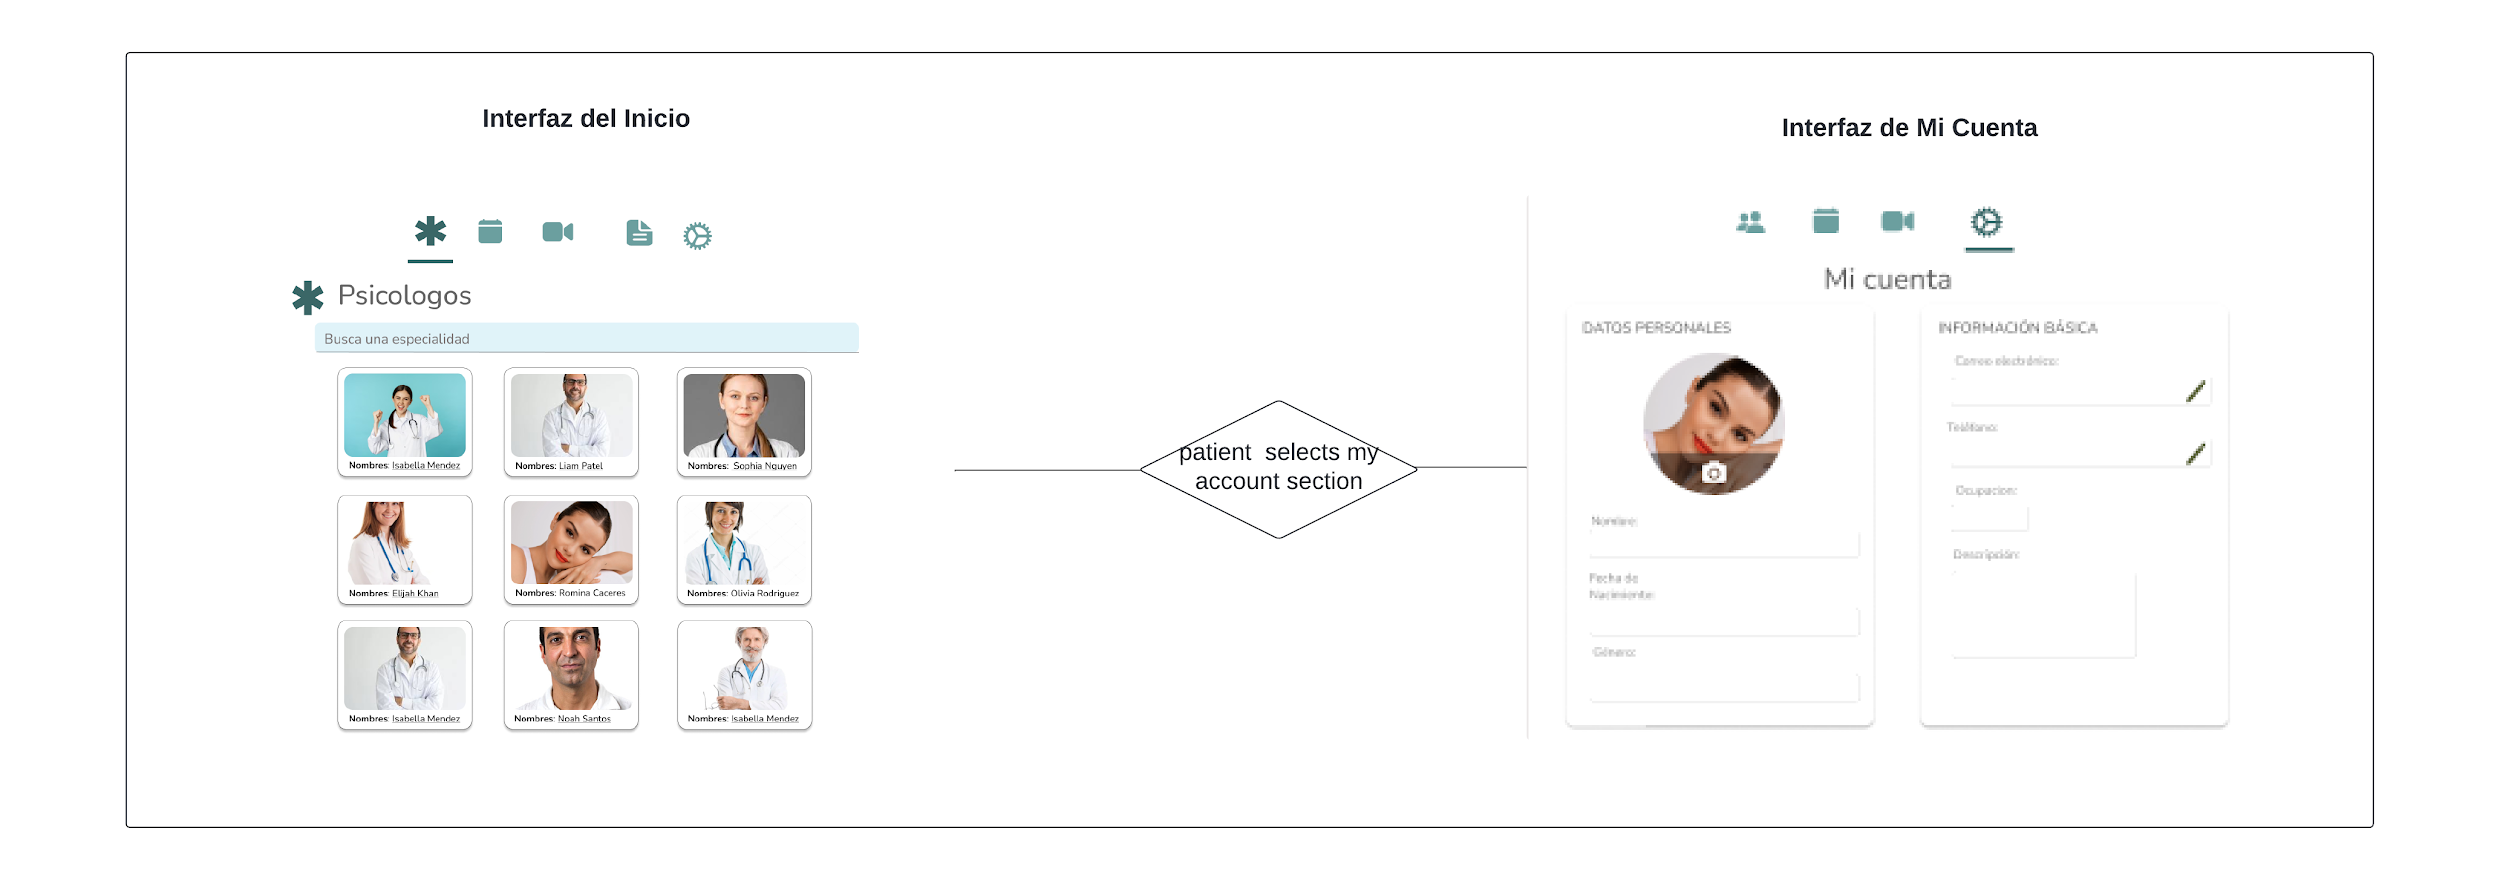 Interfaz del Inicio
Psicologos
Busca una especialidad
Nombres: Isabella Mendez
Nombres: Liam Patel
Nombres: Sophia Nguyen
Nombres: Elijah Khan
Nombres: Romina Caceres
Nombres: Olivia Rodriguez
Nombres: Isabella Mendez
Nombres: Noah Santos
Nombres: Isabella Mendez
patient selects my
account section
Interfaz de Mi Cuenta
Mi cuenta
DATOS PERSONALES
Nombre:
Fecha de
Nacimiento:
Género:
INFORMACIÓN BÁSICA
Correo electrónico:
Teléfono:
Ocupacion:
Descripción: